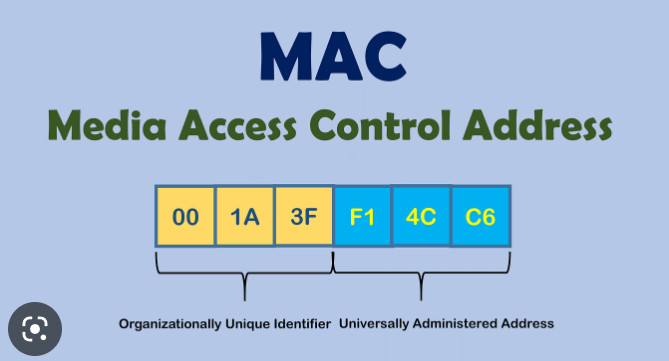 MAC
Media Access Control Address
00 1A 3F F1 4C C6
Organizationally Unique Identifier Universally Administered Address